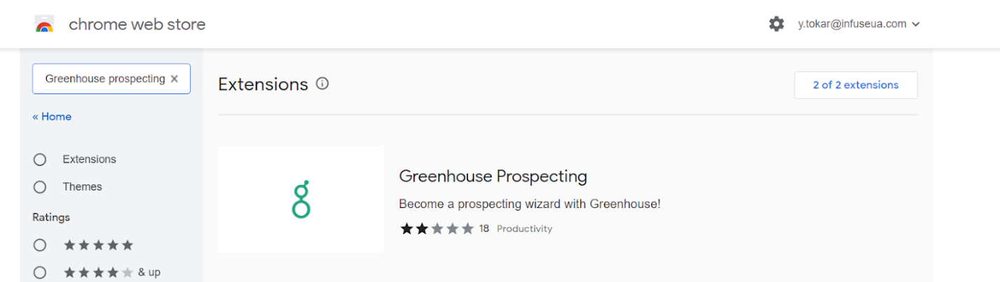 chrome web store
y.tokar@infuseua.com
Greenhouse prospecting
« Home
Extensions
Themes
Ratings
& up
Extensions
2 of 2 extensions
Greenhouse Prospecting
Become a prospecting wizard with Greenhouse!
18 Productivity